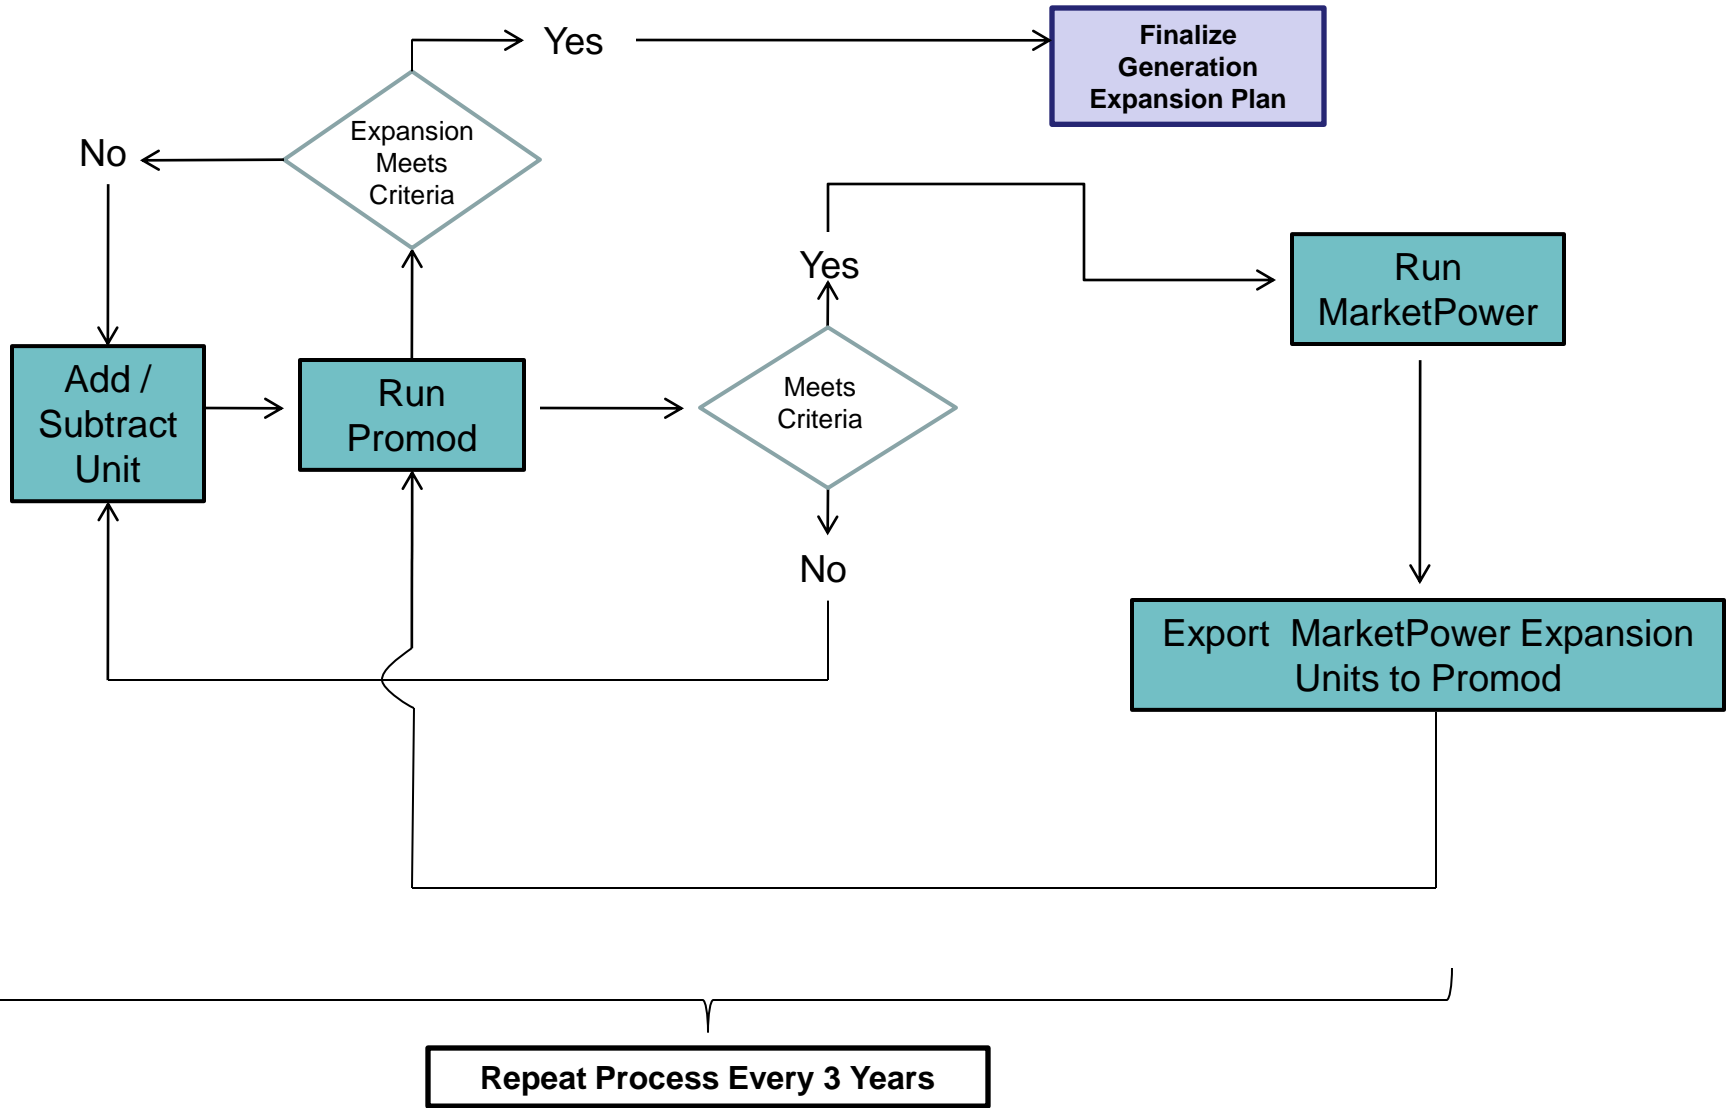 Yes
Finalize
Generation
Expansion Plan
Expansion
Meets
Criteria
No
Yes
Run
MarketPower
Add /
Subtract
Unit
Run
Promod
Meets
Criteria
No
Export  MarketPower Expansion
Units to Promod
Repeat Process Every 3 Years